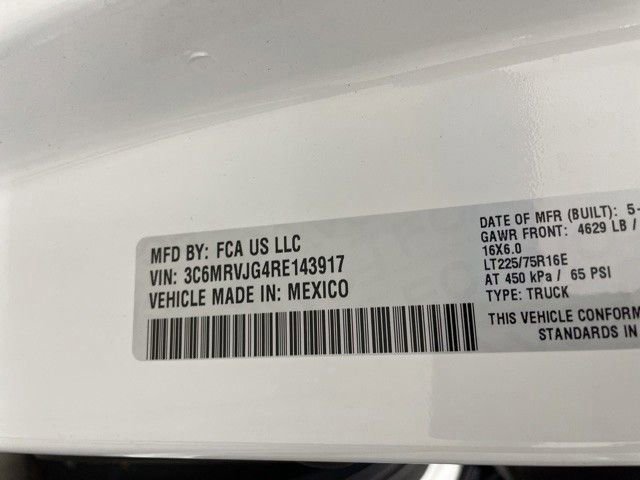 MFD BY: FCA US LLC
VIN: 3C6MRVJG4RE143917
VEHICLE MADE IN: MEXICO
DATE OF MFR (BUILT): 5-
GAWR FRONT: 4629 LB /
16X6.0
LT225/75R16E
AT 450 kPa / 65 PSI
TYPE: TRUCK
THIS VEHICLE CONFORM
STANDARDS IN